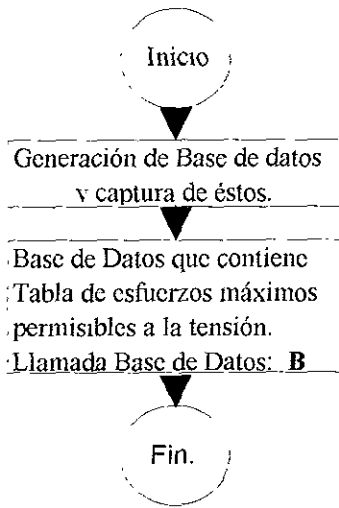 Inicio
Generación de Base de datos
y captura de éstos.
Base de Datos que contiene
Tabla de esfuerzos máximos
permisibles a la tensión.
Llamada Base de Datos: B
Fin.